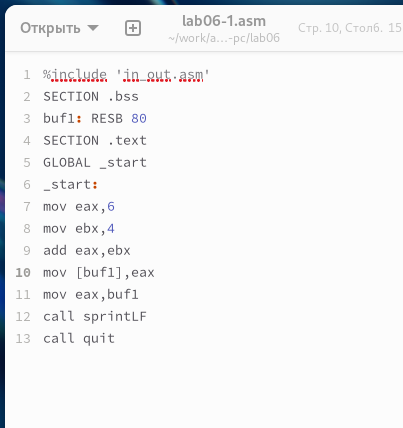 Открыть
lab06-1.asm
~/work/a…-pc/lab06
Стр. 10, Столб. 15
1 %include 'in_out.asm'
2 SECTION .bss
3 buf1: RESB 80
4 SECTION .text
5 GLOBAL _start
6 _start:
7 mov eax,6
8 mov ebx,4
9 add eax,ebx
10 mov [buf1],eax
11 mov eax,buf1
12 call sprintLF
13 call quit